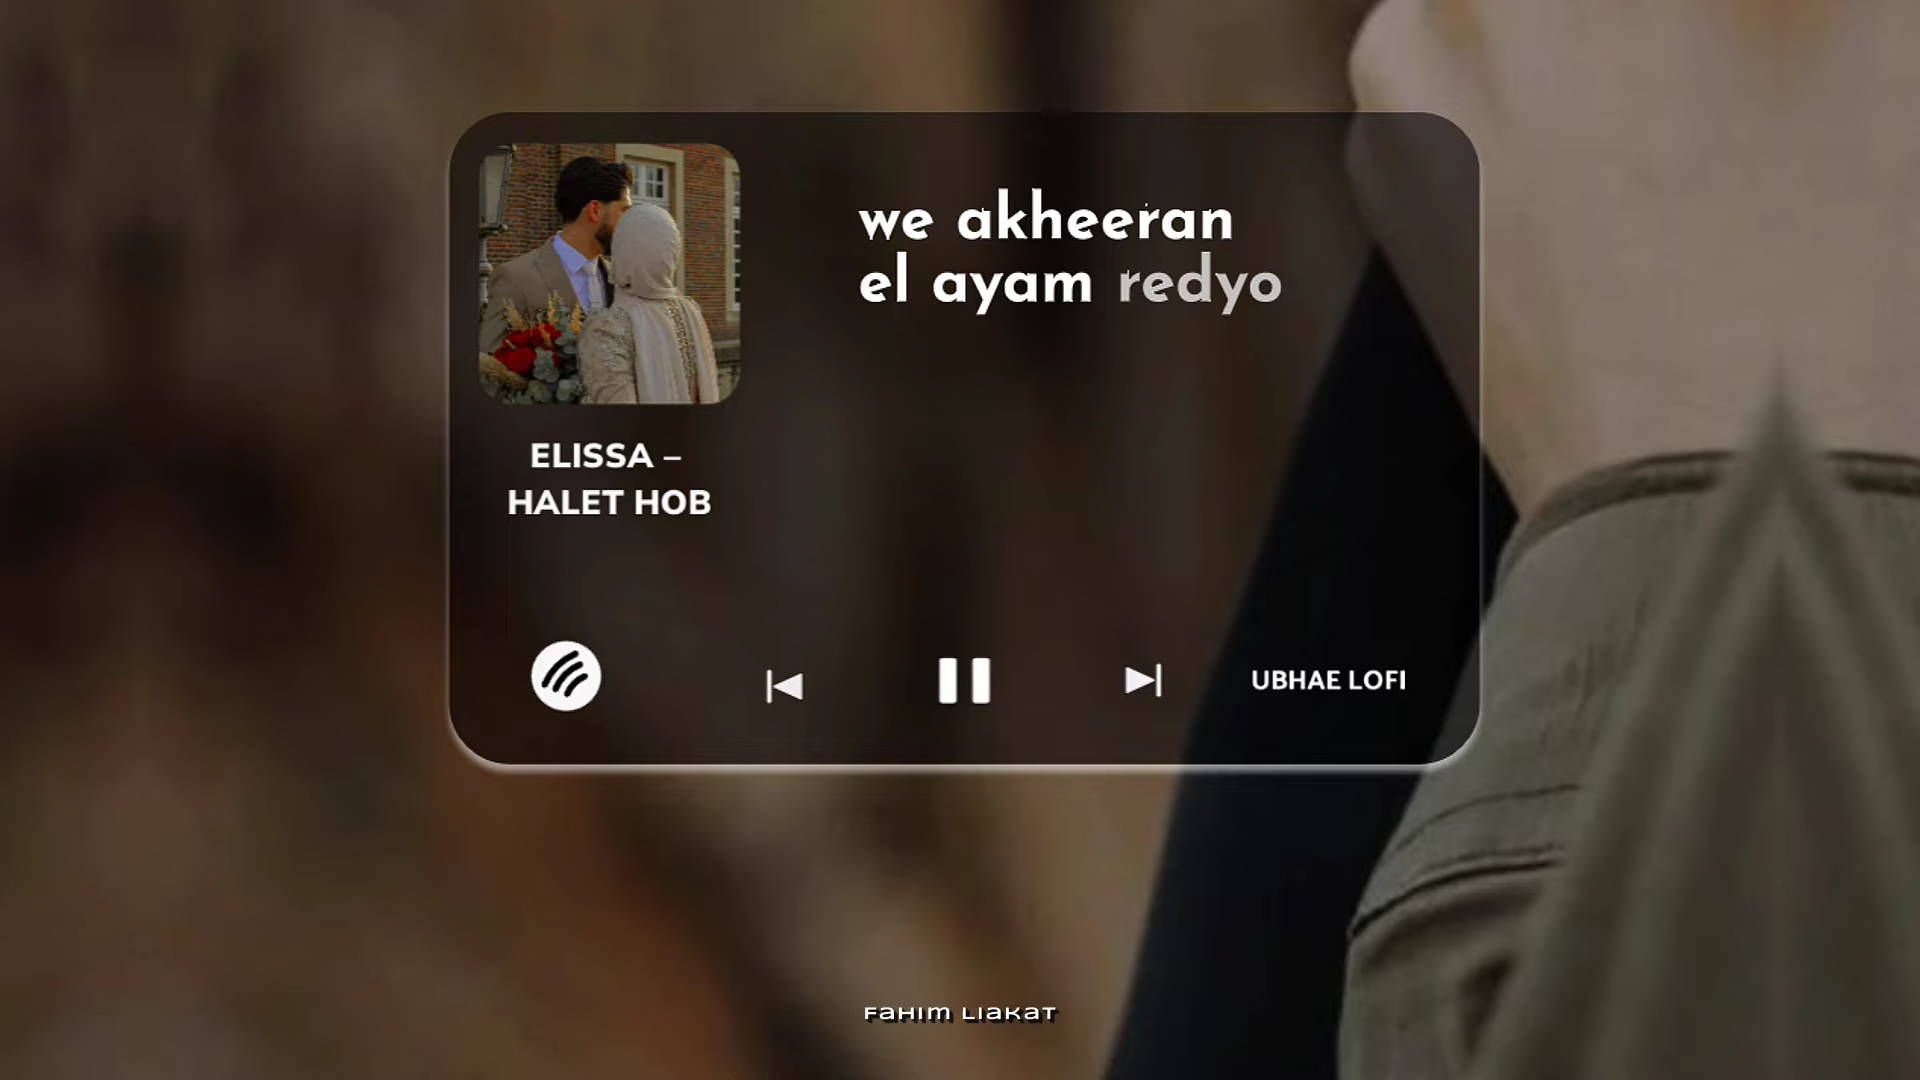 we akheeran
el ayam redyo
ELISSA –
HALET HOB
UBHAE LOFI
FaHIM LIaKaT